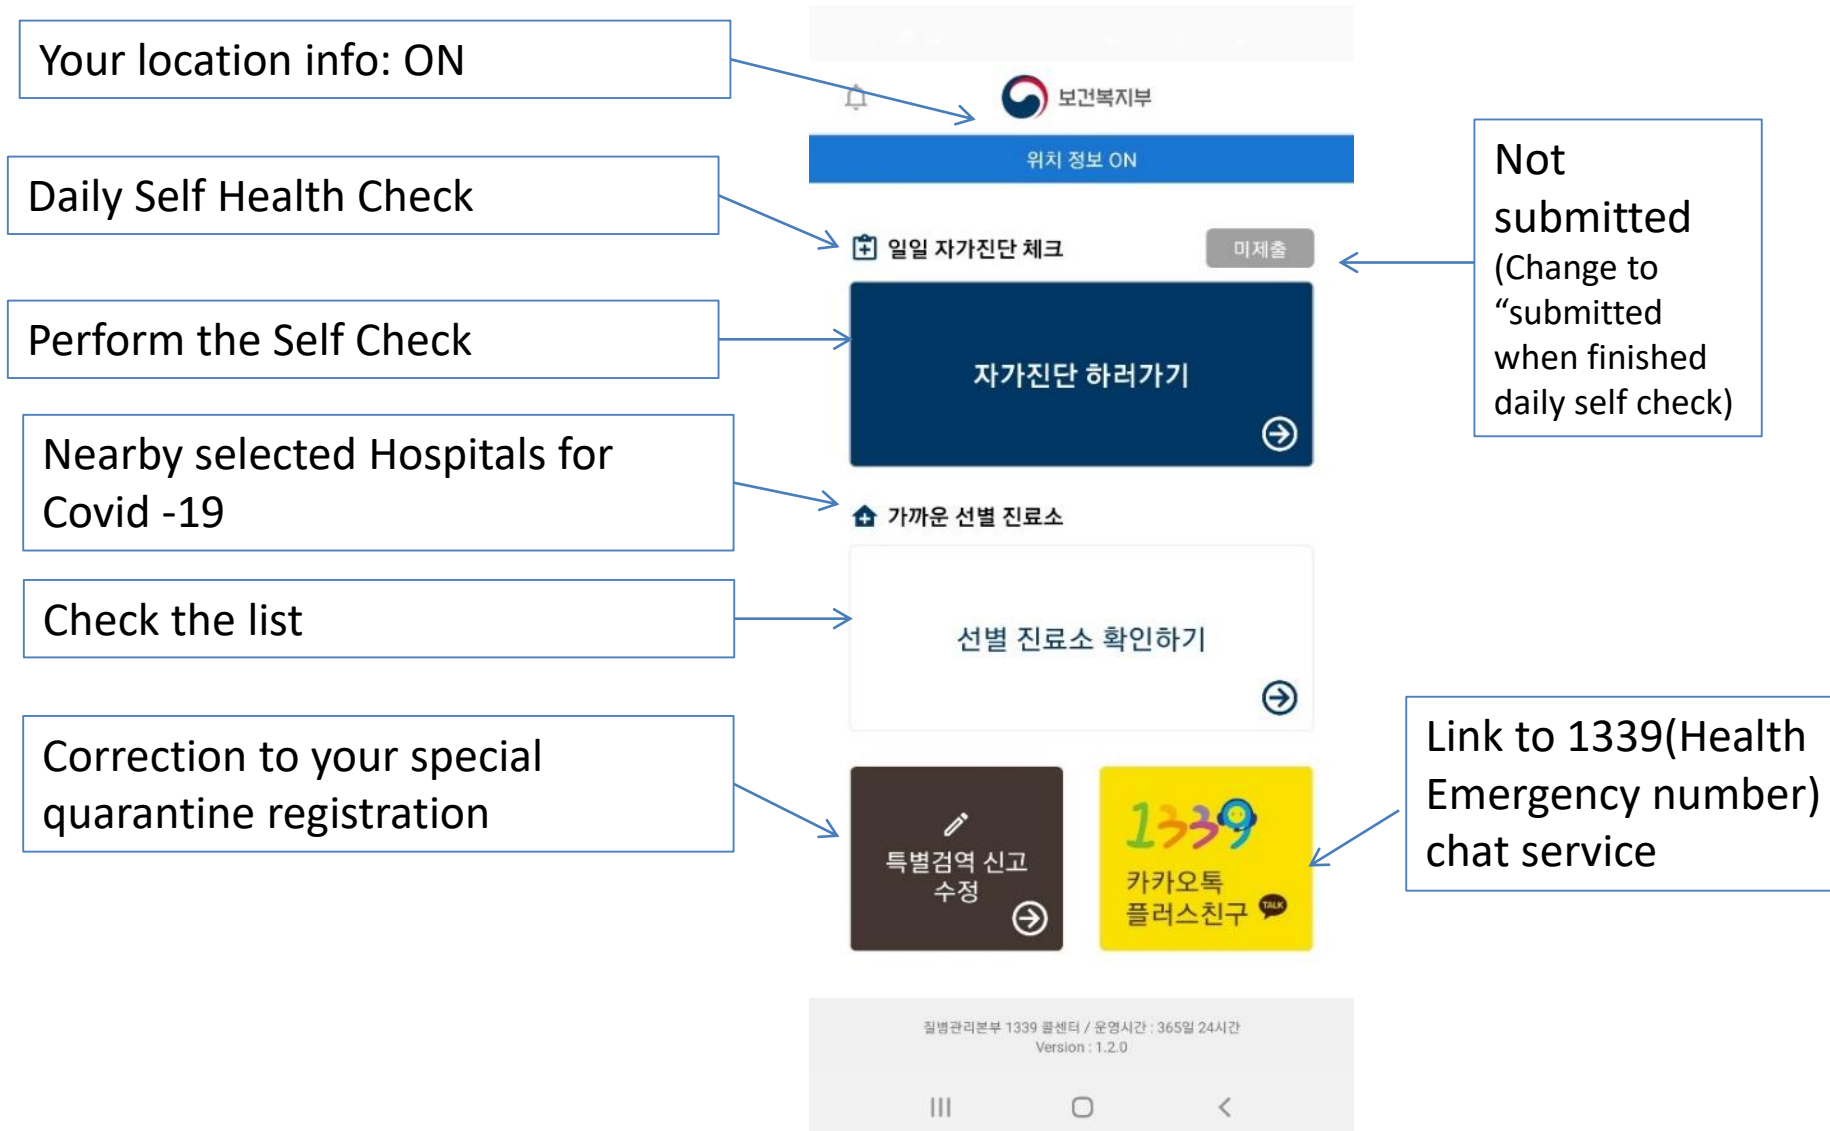 Your location info: ON
보건복지부
위치 정보 ON
Daily Self Health Check
일일 자가진단 체크
미제출
Not
submitted
(Change to
“submitted
when finished
daily self check)
Perform the Self Check
자가진단 하러가기
Nearby selected Hospitals for
Covid -19
가까운 선별 진료소
Check the list
선별 진료소 확인하기
Correction to your special
quarantine registration
특별검역 신고
수정
1339
카카오톡
플러스친구
TALK
Link to 1339(Health
Emergency number)
chat service
질병관리본부 1339 콜센터 / 운영시간 : 365일 24시간
Version : 1.2.0